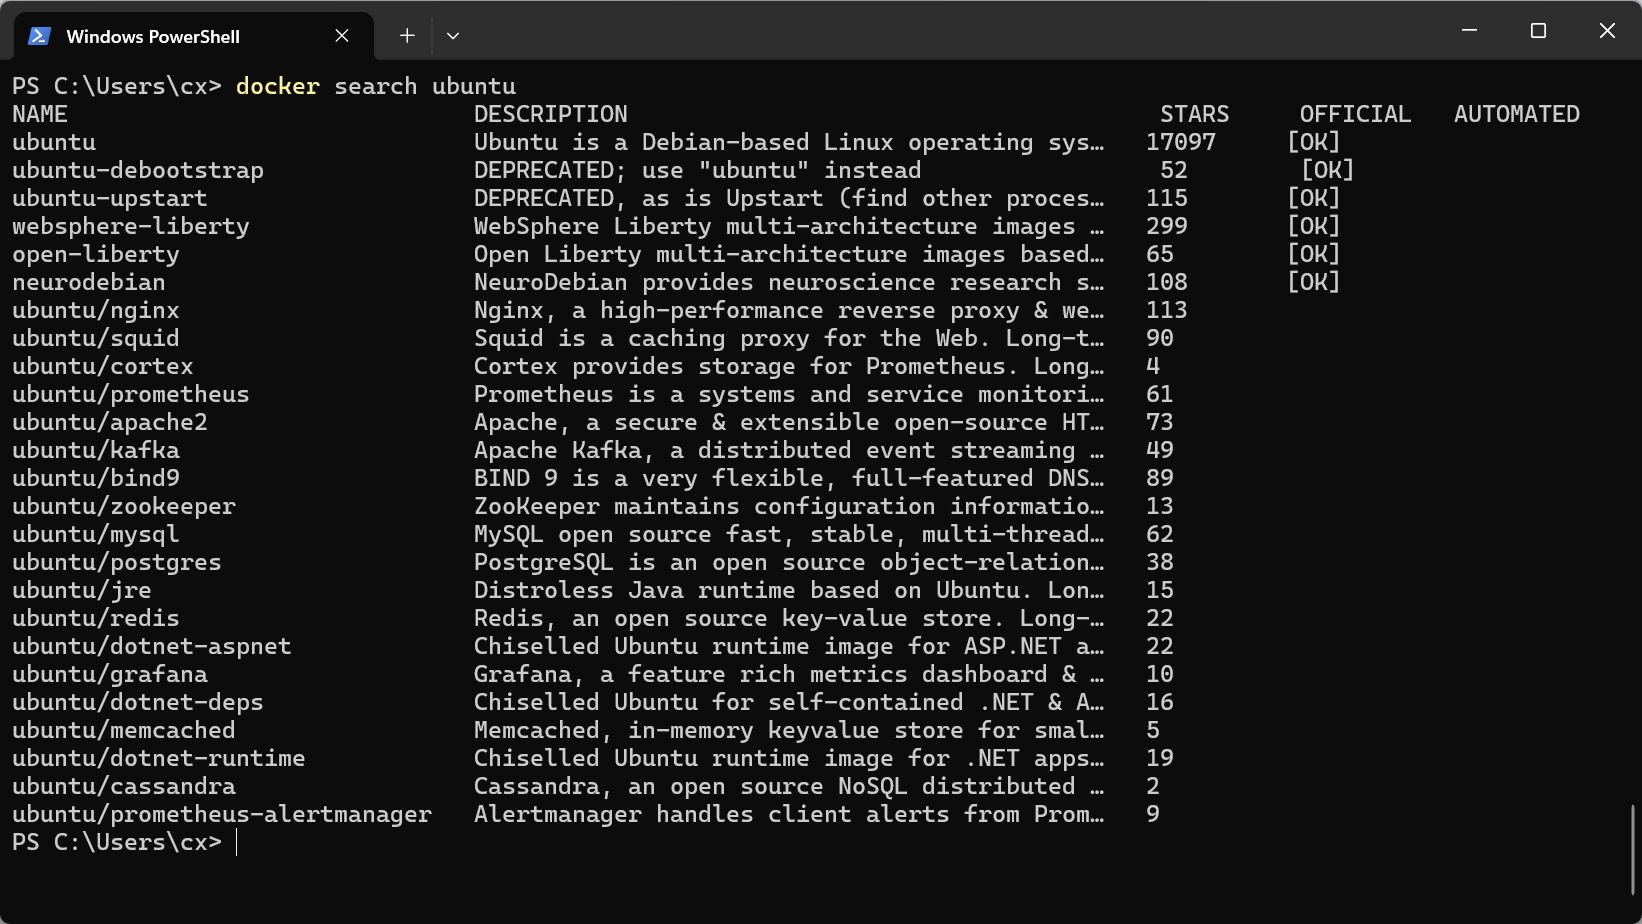 Windows PowerShell
PS C:\Users\cx> docker search ubuntu
NAME                             DESCRIPTION                                      STARS     OFFICIAL   AUTOMATED
ubuntu                           Ubuntu is a Debian-based Linux operating sys…   17097     [OK]
ubuntu-debootstrap               DEPRECATED; use "ubuntu" instead                 52        [OK]
ubuntu-upstart                   DEPRECATED, as is Upstart (find other proces…   115       [OK]
websphere-liberty                WebSphere Liberty multi-architecture images …   299       [OK]
open-liberty                     Open Liberty multi-architecture images based…   65        [OK]
neurodebian                      NeuroDebian provides neuroscience research s…   108       [OK]
ubuntu/nginx                     Nginx, a high-performance reverse proxy & we…   113
ubuntu/squid                     Squid is a caching proxy for the Web. Long-t…   90
ubuntu/cortex                    Cortex provides storage for Prometheus. Long…   4
ubuntu/prometheus                Prometheus is a systems and service monitori…   61
ubuntu/apache2                   Apache, a secure & extensible open-source HT…   73
ubuntu/kafka                     Apache Kafka, a distributed event streaming …   49
ubuntu/bind9                     BIND 9 is a very flexible, full-featured DNS…   89
ubuntu/zookeeper                 ZooKeeper maintains configuration informatio…   13
ubuntu/mysql                     MySQL open source fast, stable, multi-thread…   62
ubuntu/postgres                  PostgreSQL is an open source object-relation…   38
ubuntu/jre                       Distroless Java runtime based on Ubuntu. Lon…   15
ubuntu/redis                     Redis, an open source key-value store. Long-…   22
ubuntu/dotnet-aspnet             Chiselled Ubuntu runtime image for ASP.NET a…   22
ubuntu/grafana                   Grafana, a feature rich metrics dashboard & …   10
ubuntu/dotnet-deps               Chiselled Ubuntu for self-contained .NET & A…   16
ubuntu/memcached                 Memcached, in-memory keyvalue store for smal…   5
ubuntu/dotnet-runtime            Chiselled Ubuntu runtime image for .NET apps…   19
ubuntu/cassandra                 Cassandra, an open source NoSQL distributed …   2
ubuntu/prometheus-alertmanager   Alertmanager handles client alerts from Prom…   9
PS C:\Users\cx>